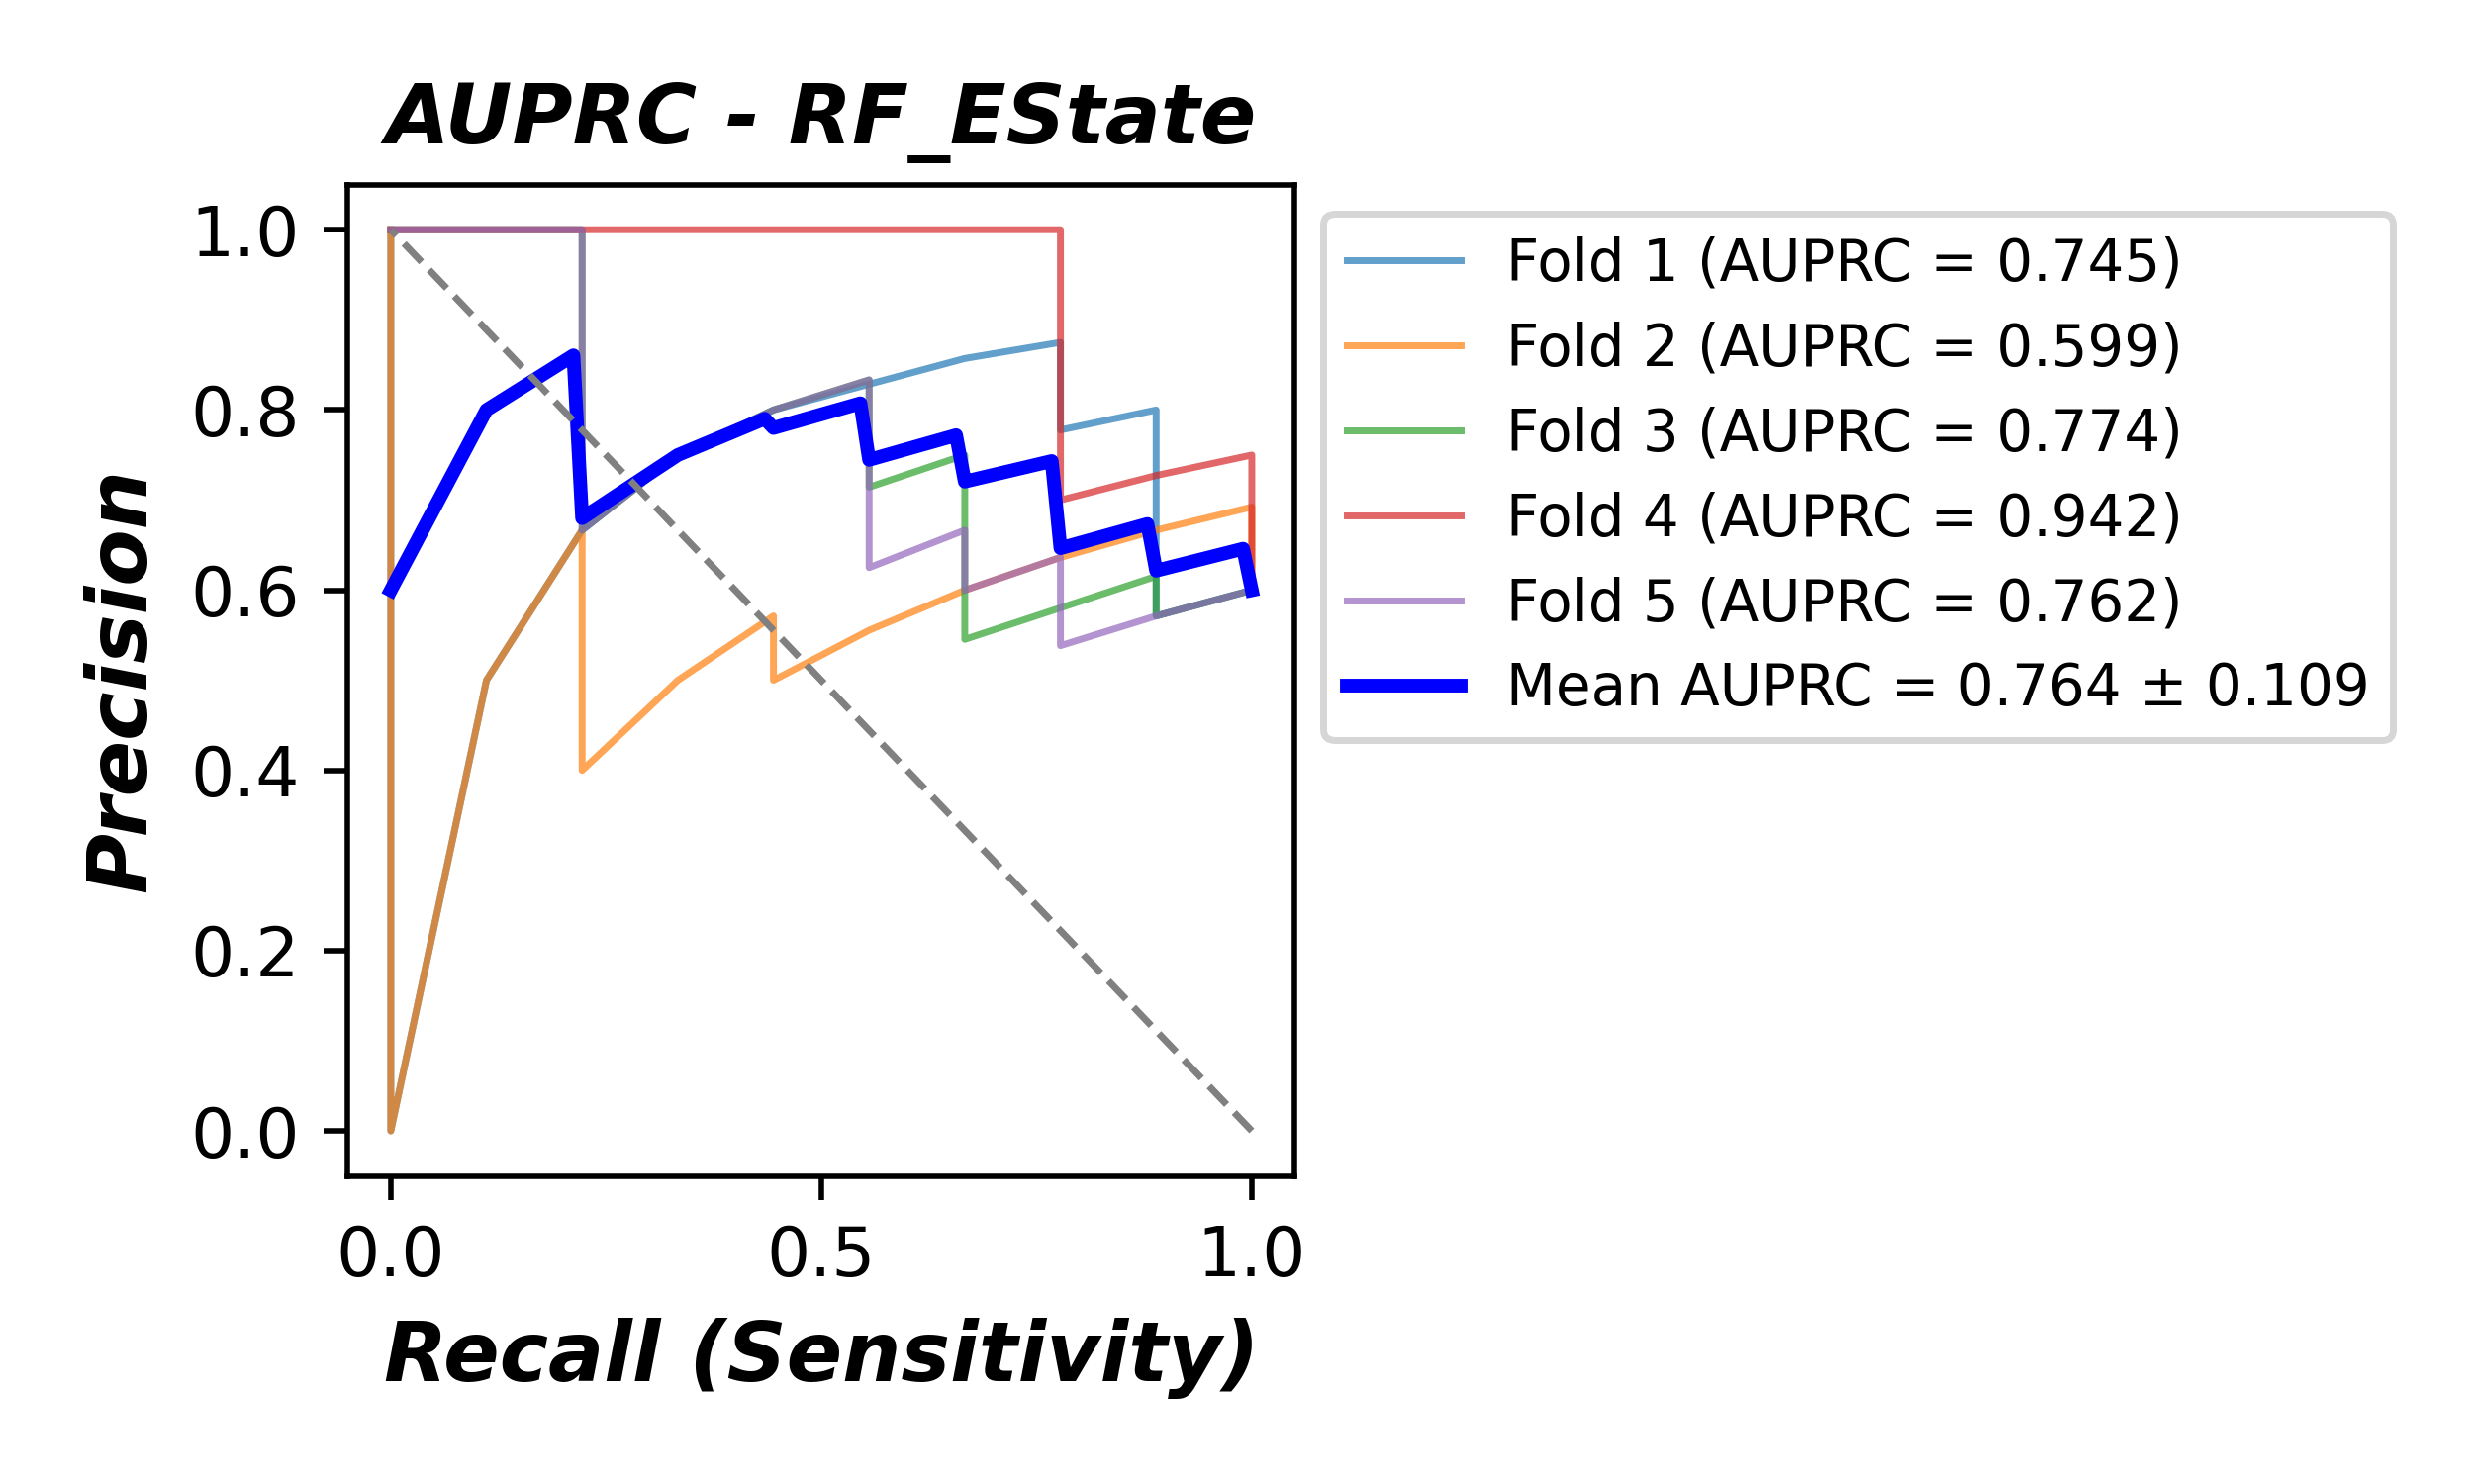 AUPRC - RF_EState
Precision
1.0
0.8
0.6
0.4
0.2
0.0
0.0 0.5 1.0
Recall (Sensitivity)
Fold 1 (AUPRC = 0.745)
Fold 2 (AUPRC = 0.599)
Fold 3 (AUPRC = 0.774)
Fold 4 (AUPRC = 0.942)
Fold 5 (AUPRC = 0.762)
Mean AUPRC = 0.764 ± 0.109